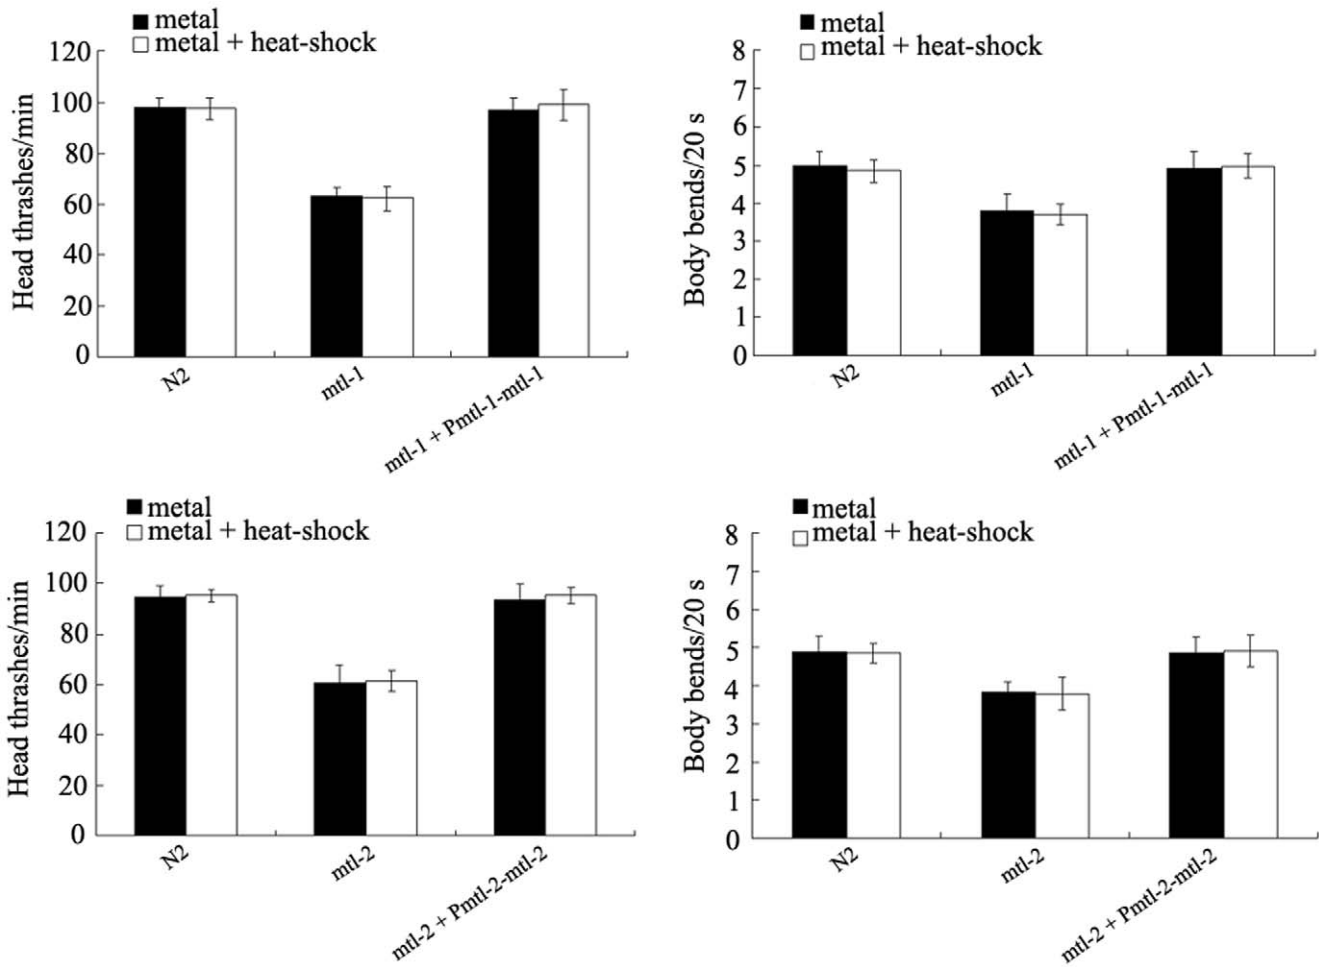 metal
metal + heat-shock
Head thrashes/min
120
100
80
60
40
20
0
N2
mtl-1
mtl-1 + Pmtl-1-mtl-1
metal
metal + heat-shock
Body bends/20 s
8
7
6
5
4
3
2
1
0
N2
mtl-1
mtl-1 + Pmtl-1-mtl-1
metal
metal + heat-shock
Head thrashes/min
120
100
80
60
40
20
0
N2
mtl-2
mtl-2 + Pmtl-2-mtl-2
metal
metal + heat-shock
Body bends/20 s
8
7
6
5
4
3
2
1
0
N2
mtl-2
mtl-2 + Pmtl-2-mtl-2